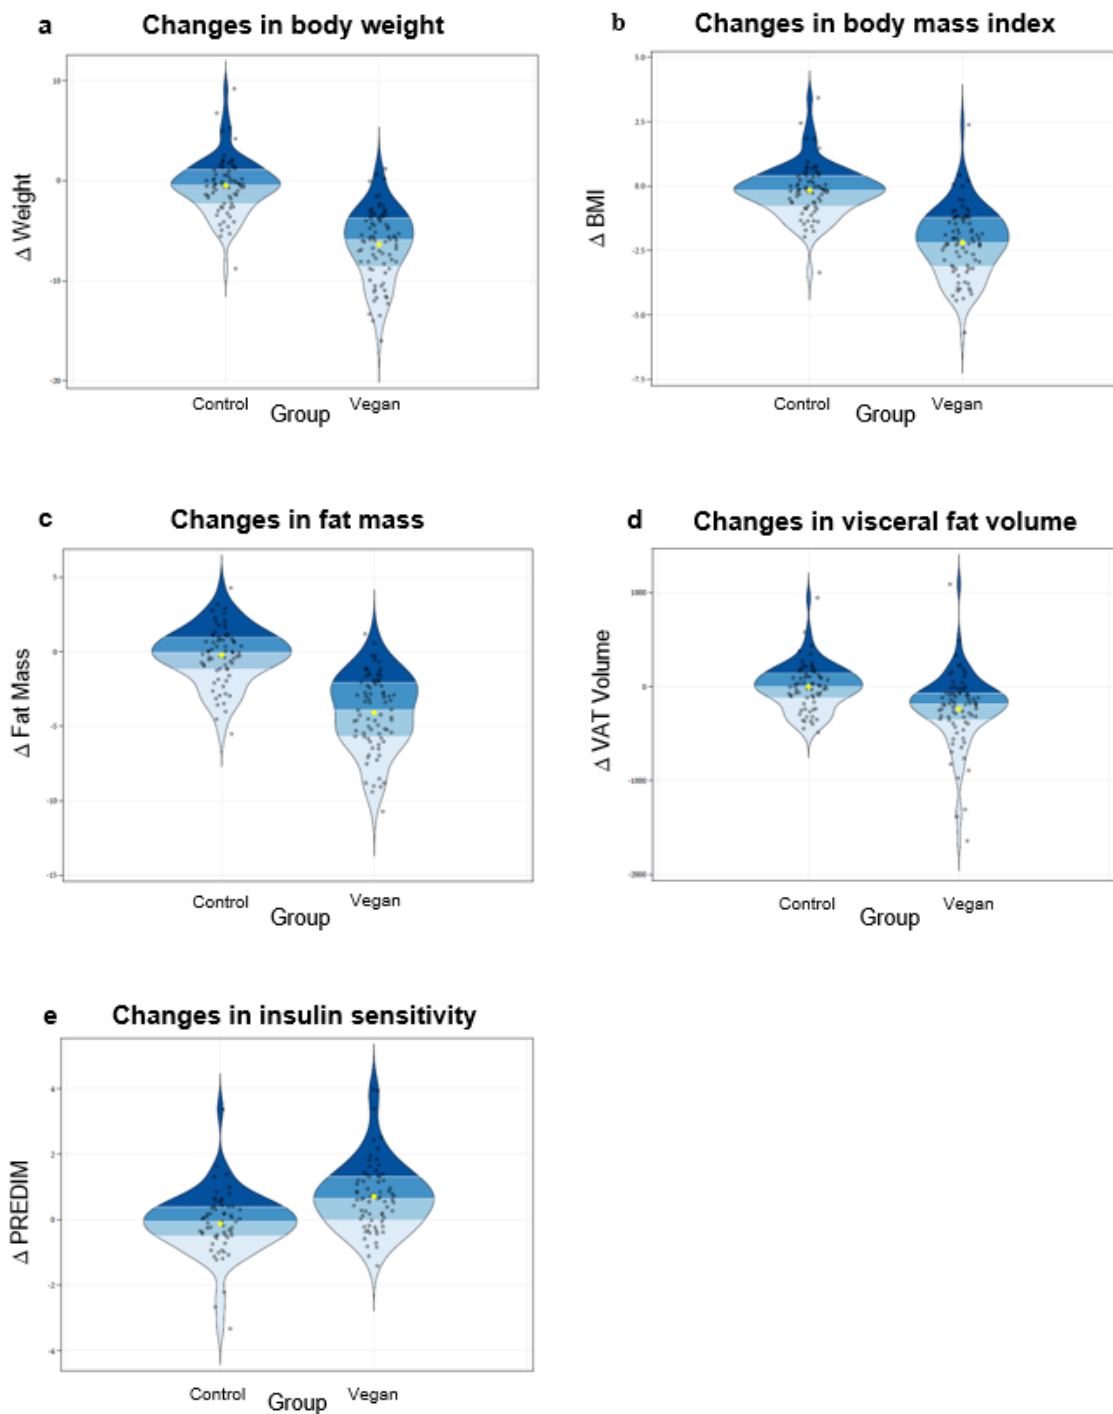 a Changes in body weight
10
0
-10
-20
Δ Weight
Control Vegan
Group
b Changes in body mass index
5.0
2.5
0.0
-2.5
-5.0
-7.5
Δ BMI
Control Vegan
Group
c Changes in fat mass
5
0
-5
-10
-15
Δ Fat Mass
Control Vegan
Group
d Changes in visceral fat volume
1000
0
-1000
-2000
Δ VAT Volume
Control Vegan
Group
e Changes in insulin sensitivity
4
2
0
-2
-4
Δ PREDIM
Control Vegan
Group